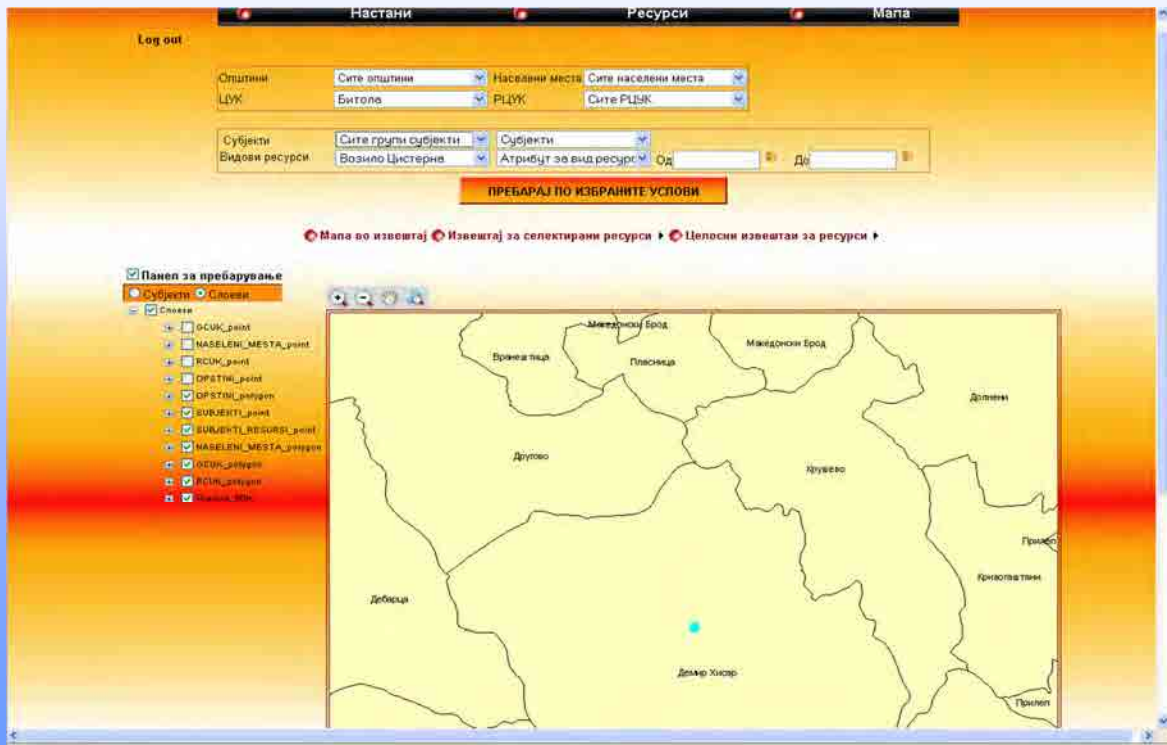 Настани Ресурси Мапа
Log out
Општини Сите општини Населени места Сите населени места
ЦУК Битола РЦУК Сите РЦУК
Субјекти Сите групи субјекти Субјекти
Видови ресурси Возило Цистерна Атрибут за вид ресурс Од До
ПРЕБАРАЈ ПО ИЗБРАНИТЕ УСЛОВИ
Мапа во извештај Извештај за селектирани ресурси Целосни извештаи за ресурси
Панел за пребарување
Субјекти Слоеви
Слоеви
GCUK_point
NASELENI_MESTA_point
RCUK_point
OPSTINI_point
OPSTINI_polygon
SUBJEKTI_point
SUBJEKTI_RESURSI_point
NASELENI_MESTA_polygon
GCUK_polygon
RCUK_polygon
Македонски Брод
Вранештица
Пласница
Македонски Брод
Долнени
Другово
Крушево
Прилеп
Кривогаштани
Дебарца
Демир Хисар
Прилеп